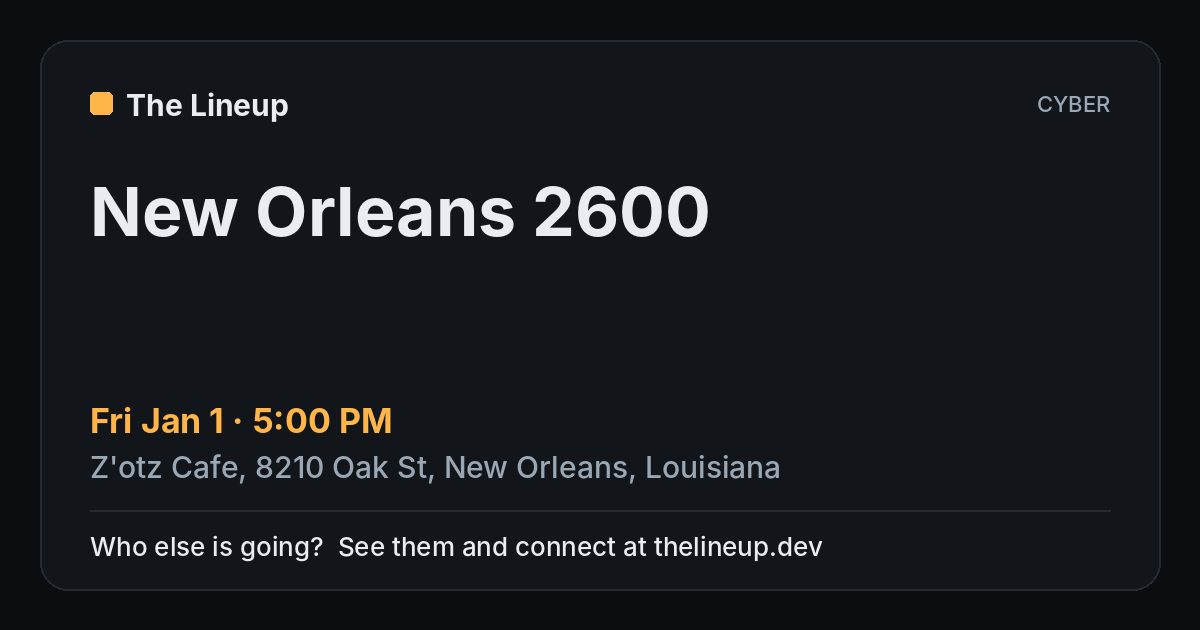 The Lineup
CYBER
New Orleans 2600
Fri Jan 1 · 5:00 PM
Z'otz Cafe, 8210 Oak St, New Orleans, Louisiana
Who else is going? See them and connect at thelineup.dev